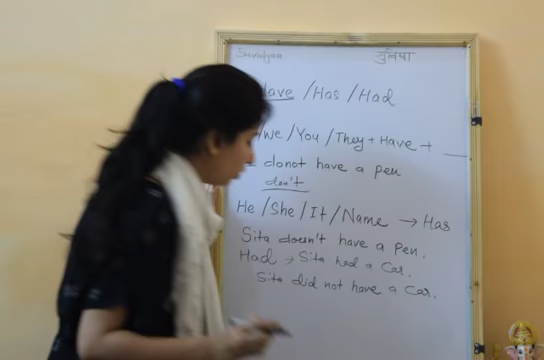 दुनिया
Have / Has / Had
/We / You / They + Have +
donot have a pen
don't
He / She / It / Name → Has
Sita doesn't have a pen.
Had → Sita had a Car.
Sita did not have a Car.